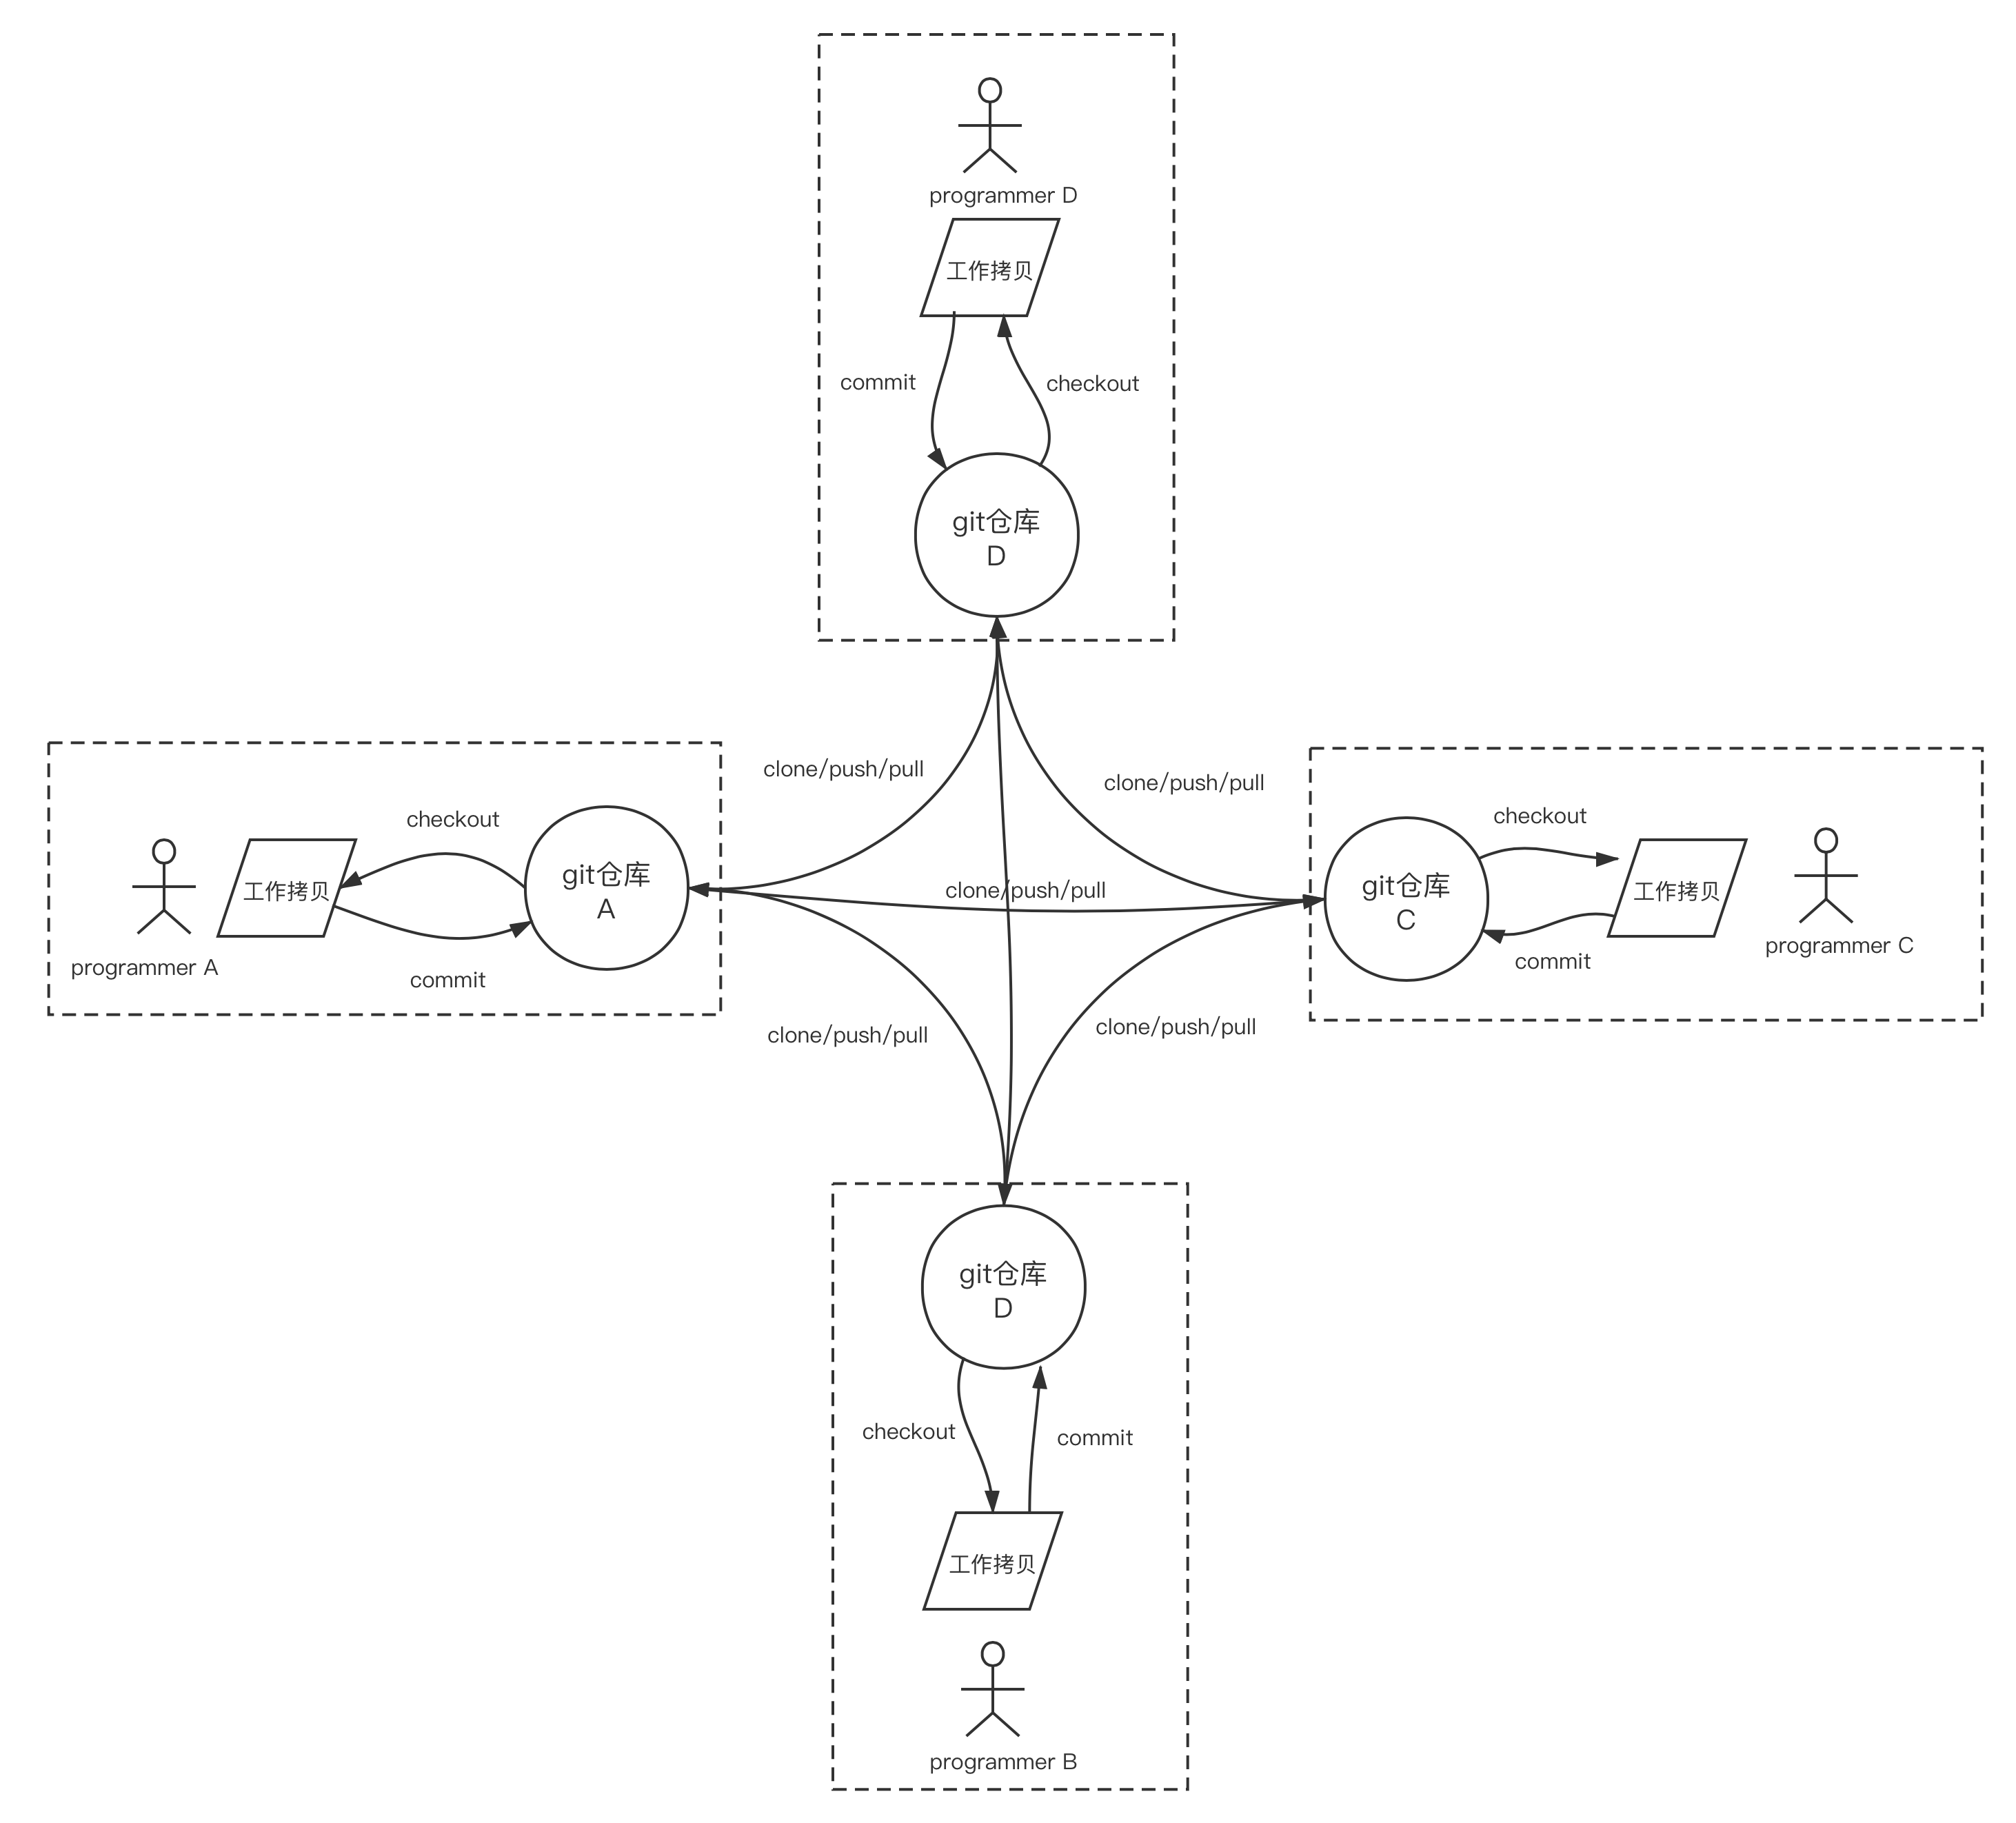 programmer D
工作拷贝
commit
checkout
git仓库
D
clone/push/pull
clone/push/pull
checkout
git仓库
A
工作拷贝
programmer A
commit
clone/push/pull
checkout
git仓库
C
工作拷贝
programmer C
commit
clone/push/pull
clone/push/pull
git仓库
D
checkout
commit
工作拷贝
programmer B